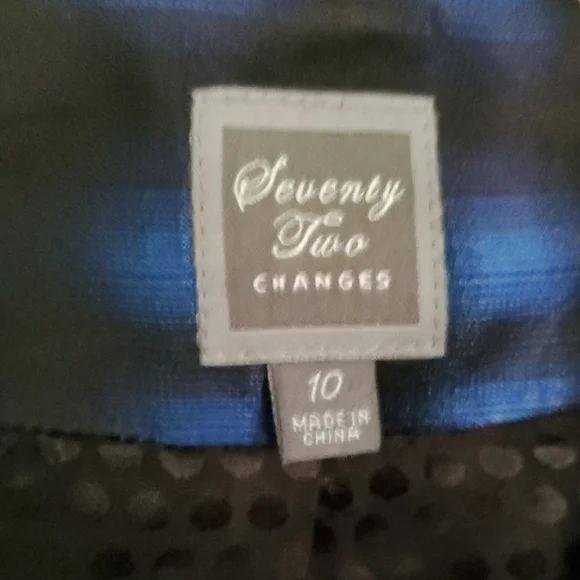 Seventy
Two
CHANGES
10
MADE IN
CHINA